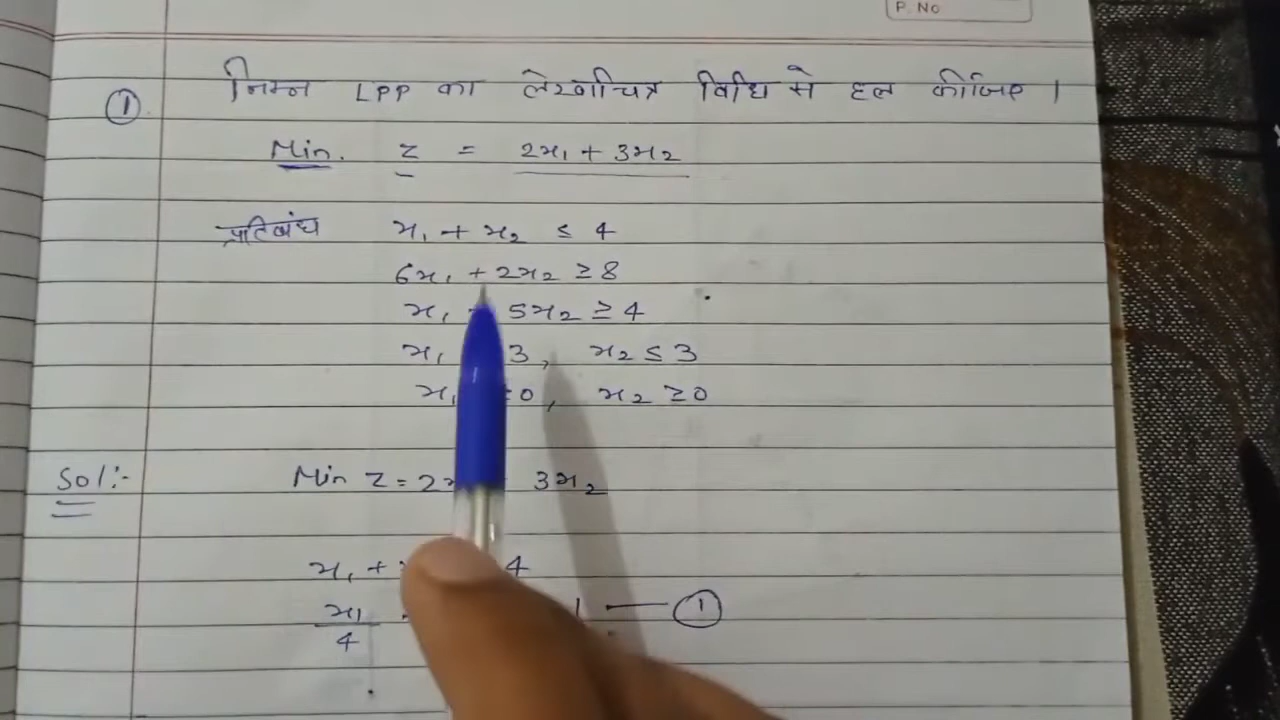 P. No
① निम्न LPP का लेखाचित्र विधि से हल कीजिए ।
Min. z = 2x₁ + 3x₂
प्रतिबंध x₁ + x₂ ≤ 4
6x₁ + 2x₂ ≥ 8
x₁ 5x₂ ≥ 4
x₁ 3, x₂ ≤ 3
x₁ 0, x₂ ≥ 0
Sol:- Min z = 2x 3x₂
x₁ + 4
x₁/4 1 — ①